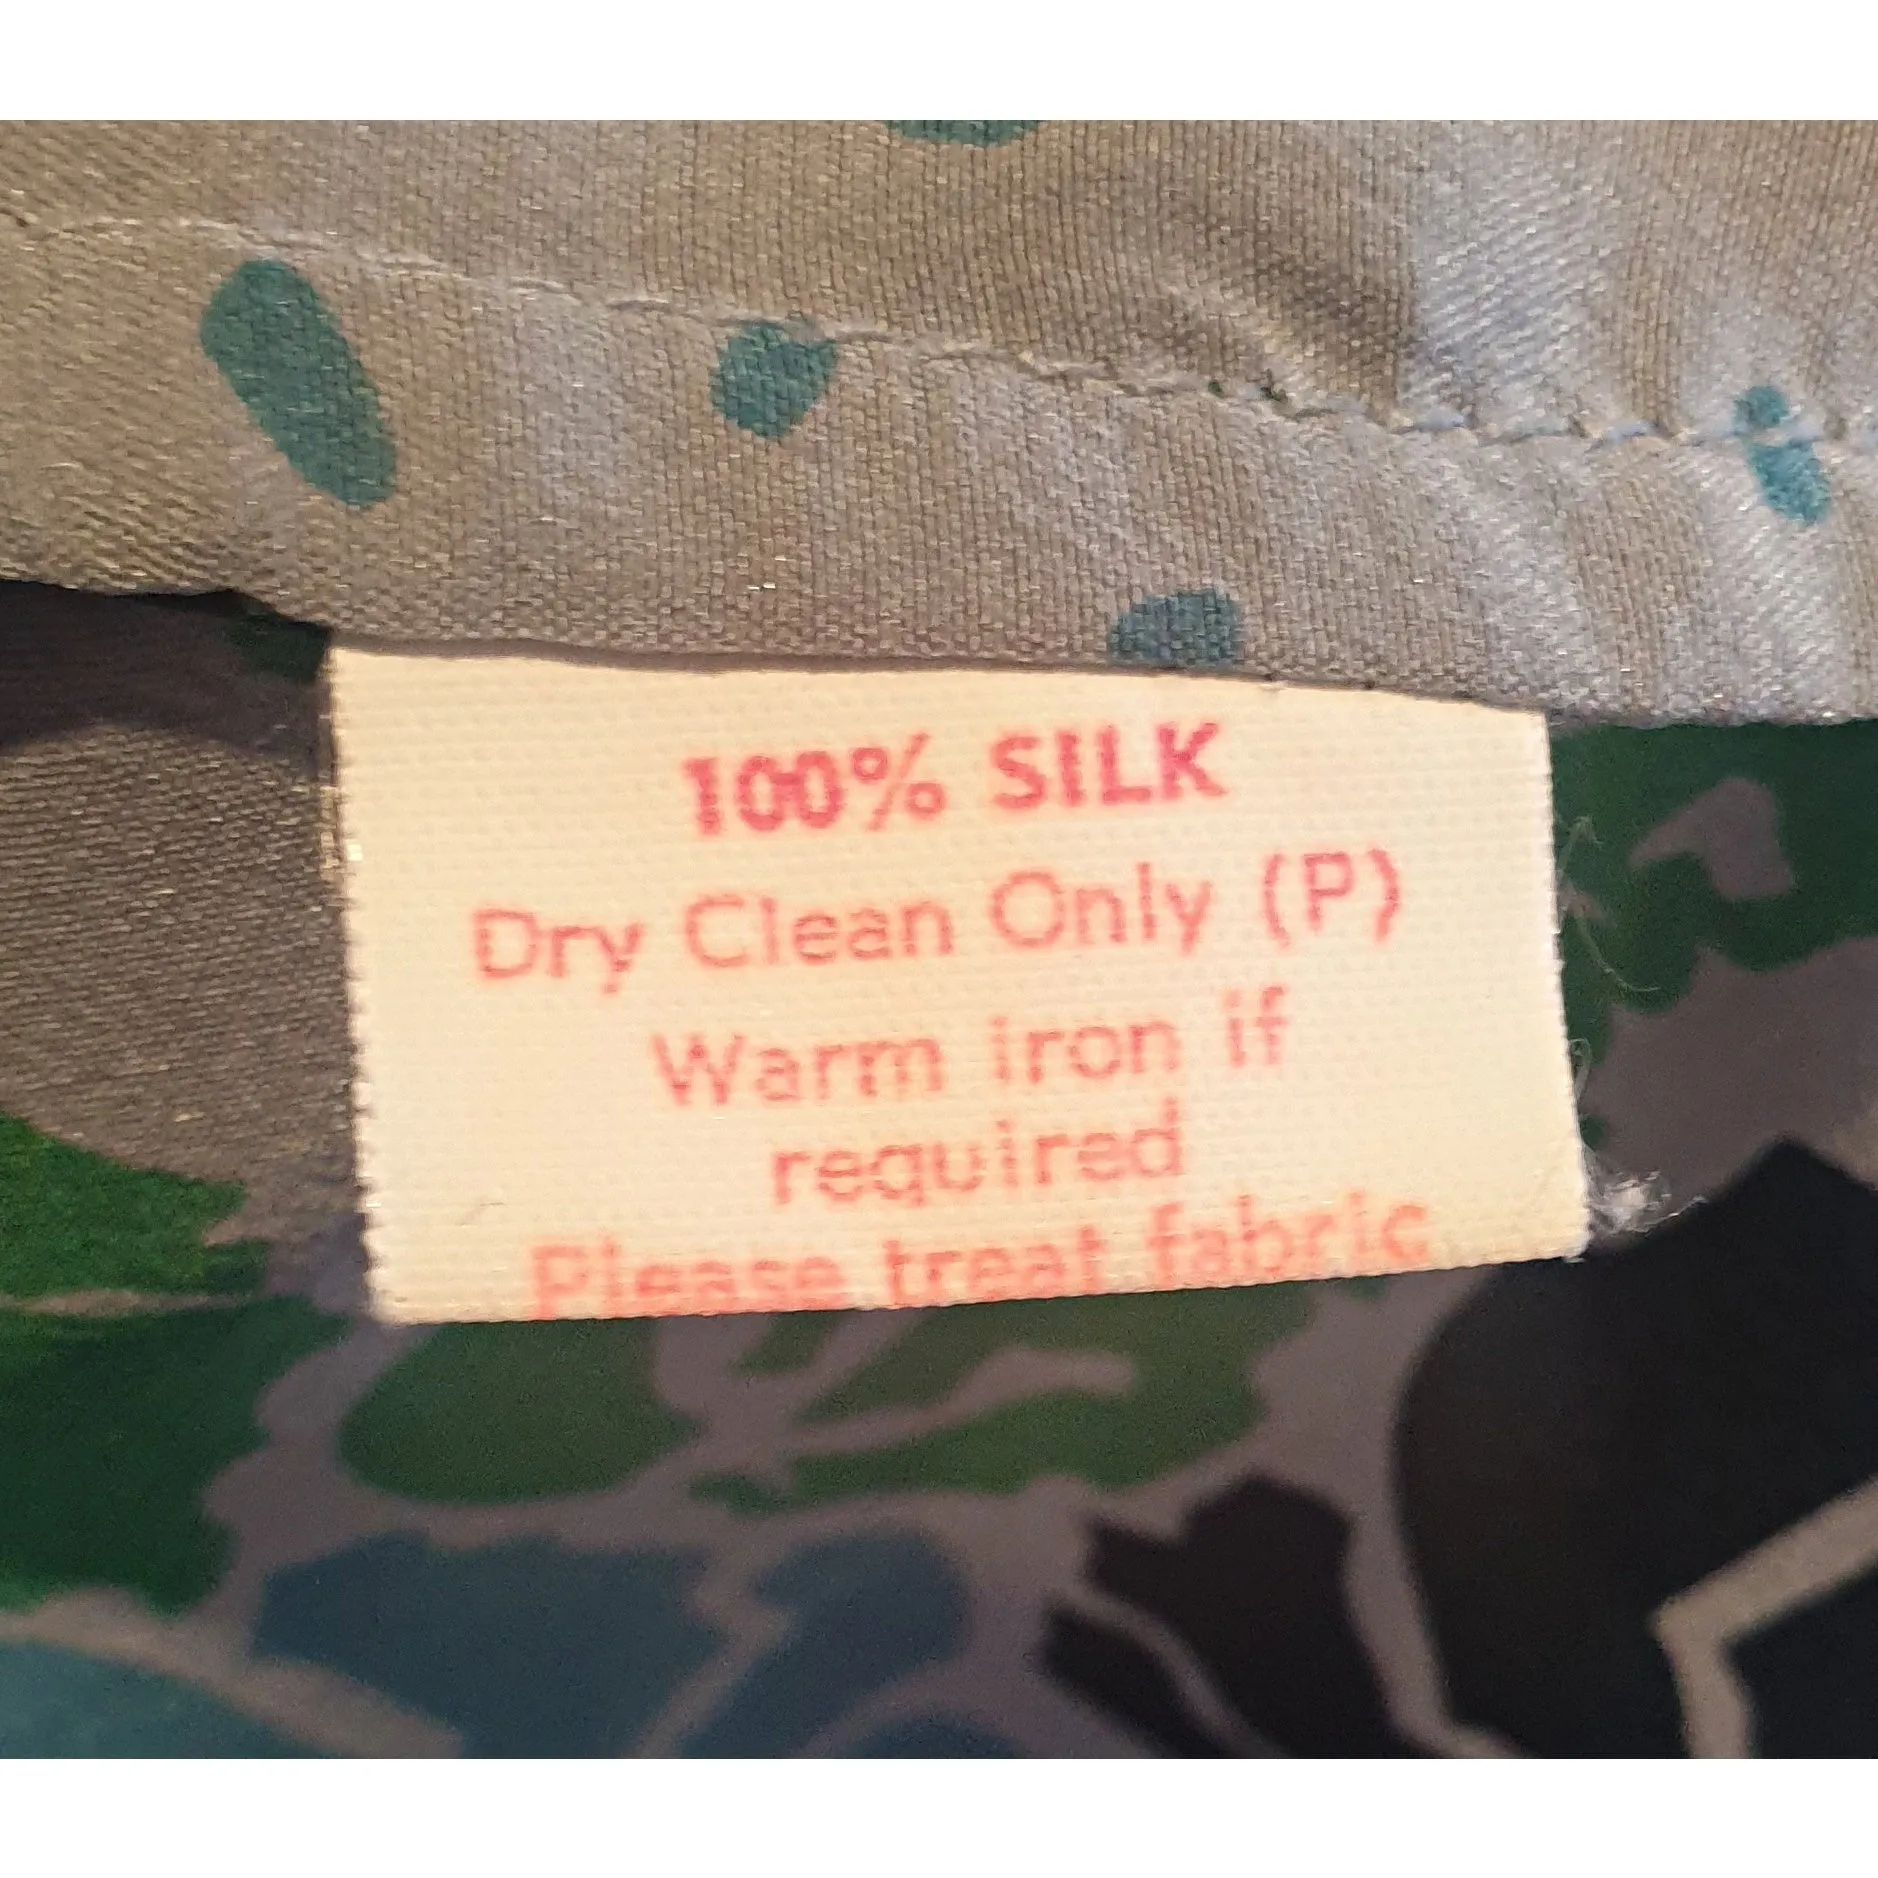 100% SILK
Dry Clean Only (P)
Warm iron if
required
Please treat fabric